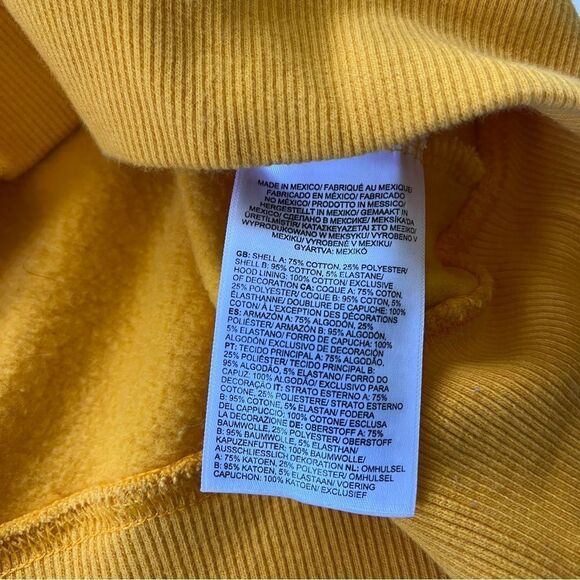 MADE IN MEXICO/ FABRIQUÉ AU MEXIQUE/
FABRICADO EN MÉXICO/ FABRICADO
NO MÉXICO/ PRODOTTO IN MESSICO/
HERGESTELLT IN MEXIKO/ GEMAAKT IN
MEXICO/ СДЕЛАНО В МЕКСИКЕ/ MEKSİKA'DA
ÜRETİLMİŞTİR/ ΚΑΤΑΣΚΕΥΑΖΕΤΑΙ ΣΤΟ ΜΕΞΙΚΟ/
WYPRODUKOWANO W MEKSYKU/ VYROBENO V
MEXIKU/ VYROBENÉ V MEXIKU/
GYÁRTVA: MEXIKÓ
GB: SHELL A: 75% COTTON, 25% POLYESTER/
SHELL B: 95% COTTON, 5% ELASTANE/
HOOD LINING: 100% COTTON/ EXCLUSIVE
OF DECORATION CA: COQUE A: 75% COTON,
25% POLYESTER/ COQUE B: 95% COTON, 5%
ÉLASTHANNE/ DOUBLURE DE CAPUCHE: 100%
COTON/ À L'EXCEPTION DES DÉCORATIONS
ES: ARMAZÓN A: 75% ALGODÓN, 25%
POLIÉSTER/ ARMAZÓN B: 95% ALGODÓN,
5% ELASTANO/ FORRO DE CAPUCHA: 100%
ALGODÓN/ EXCLUSIVO DE DECORACIÓN
PT: TECIDO PRINCIPAL A: 75% ALGODÃO,
25% POLIÉSTER/ TECIDO PRINCIPAL B:
95% ALGODÃO, 5% ELASTANO/ FORRO DO
CAPUZ: 100% ALGODÃO/ EXCLUSIVO PARA
DECORAÇÃO IT: STRATO ESTERNO A: 75%
COTONE, 25% POLIESTERE/ STRATO ESTERNO
B: 95% COTONE, 5% ELASTAN/ FODERA
DEL CAPPUCCIO: 100% COTONE/ ESCLUSA
LA DECORAZIONE DE: OBERSTOFF A: 75%
BAUMWOLLE, 25% POLYESTER/ OBERSTOFF
B: 95% BAUMWOLLE, 5% ELASTHAN/
KAPUZENFUTTER: 100% BAUMWOLLE/
AUSSCHLIESSLICH DEKORATION NL: OMHULSEL
A: 75% KATOEN, 25% POLYESTER/ OMHULSEL
B: 95% KATOEN, 5% ELASTAAN/ VOERING
CAPUCHON: 100% KATOEN/ EXCLUSIEF